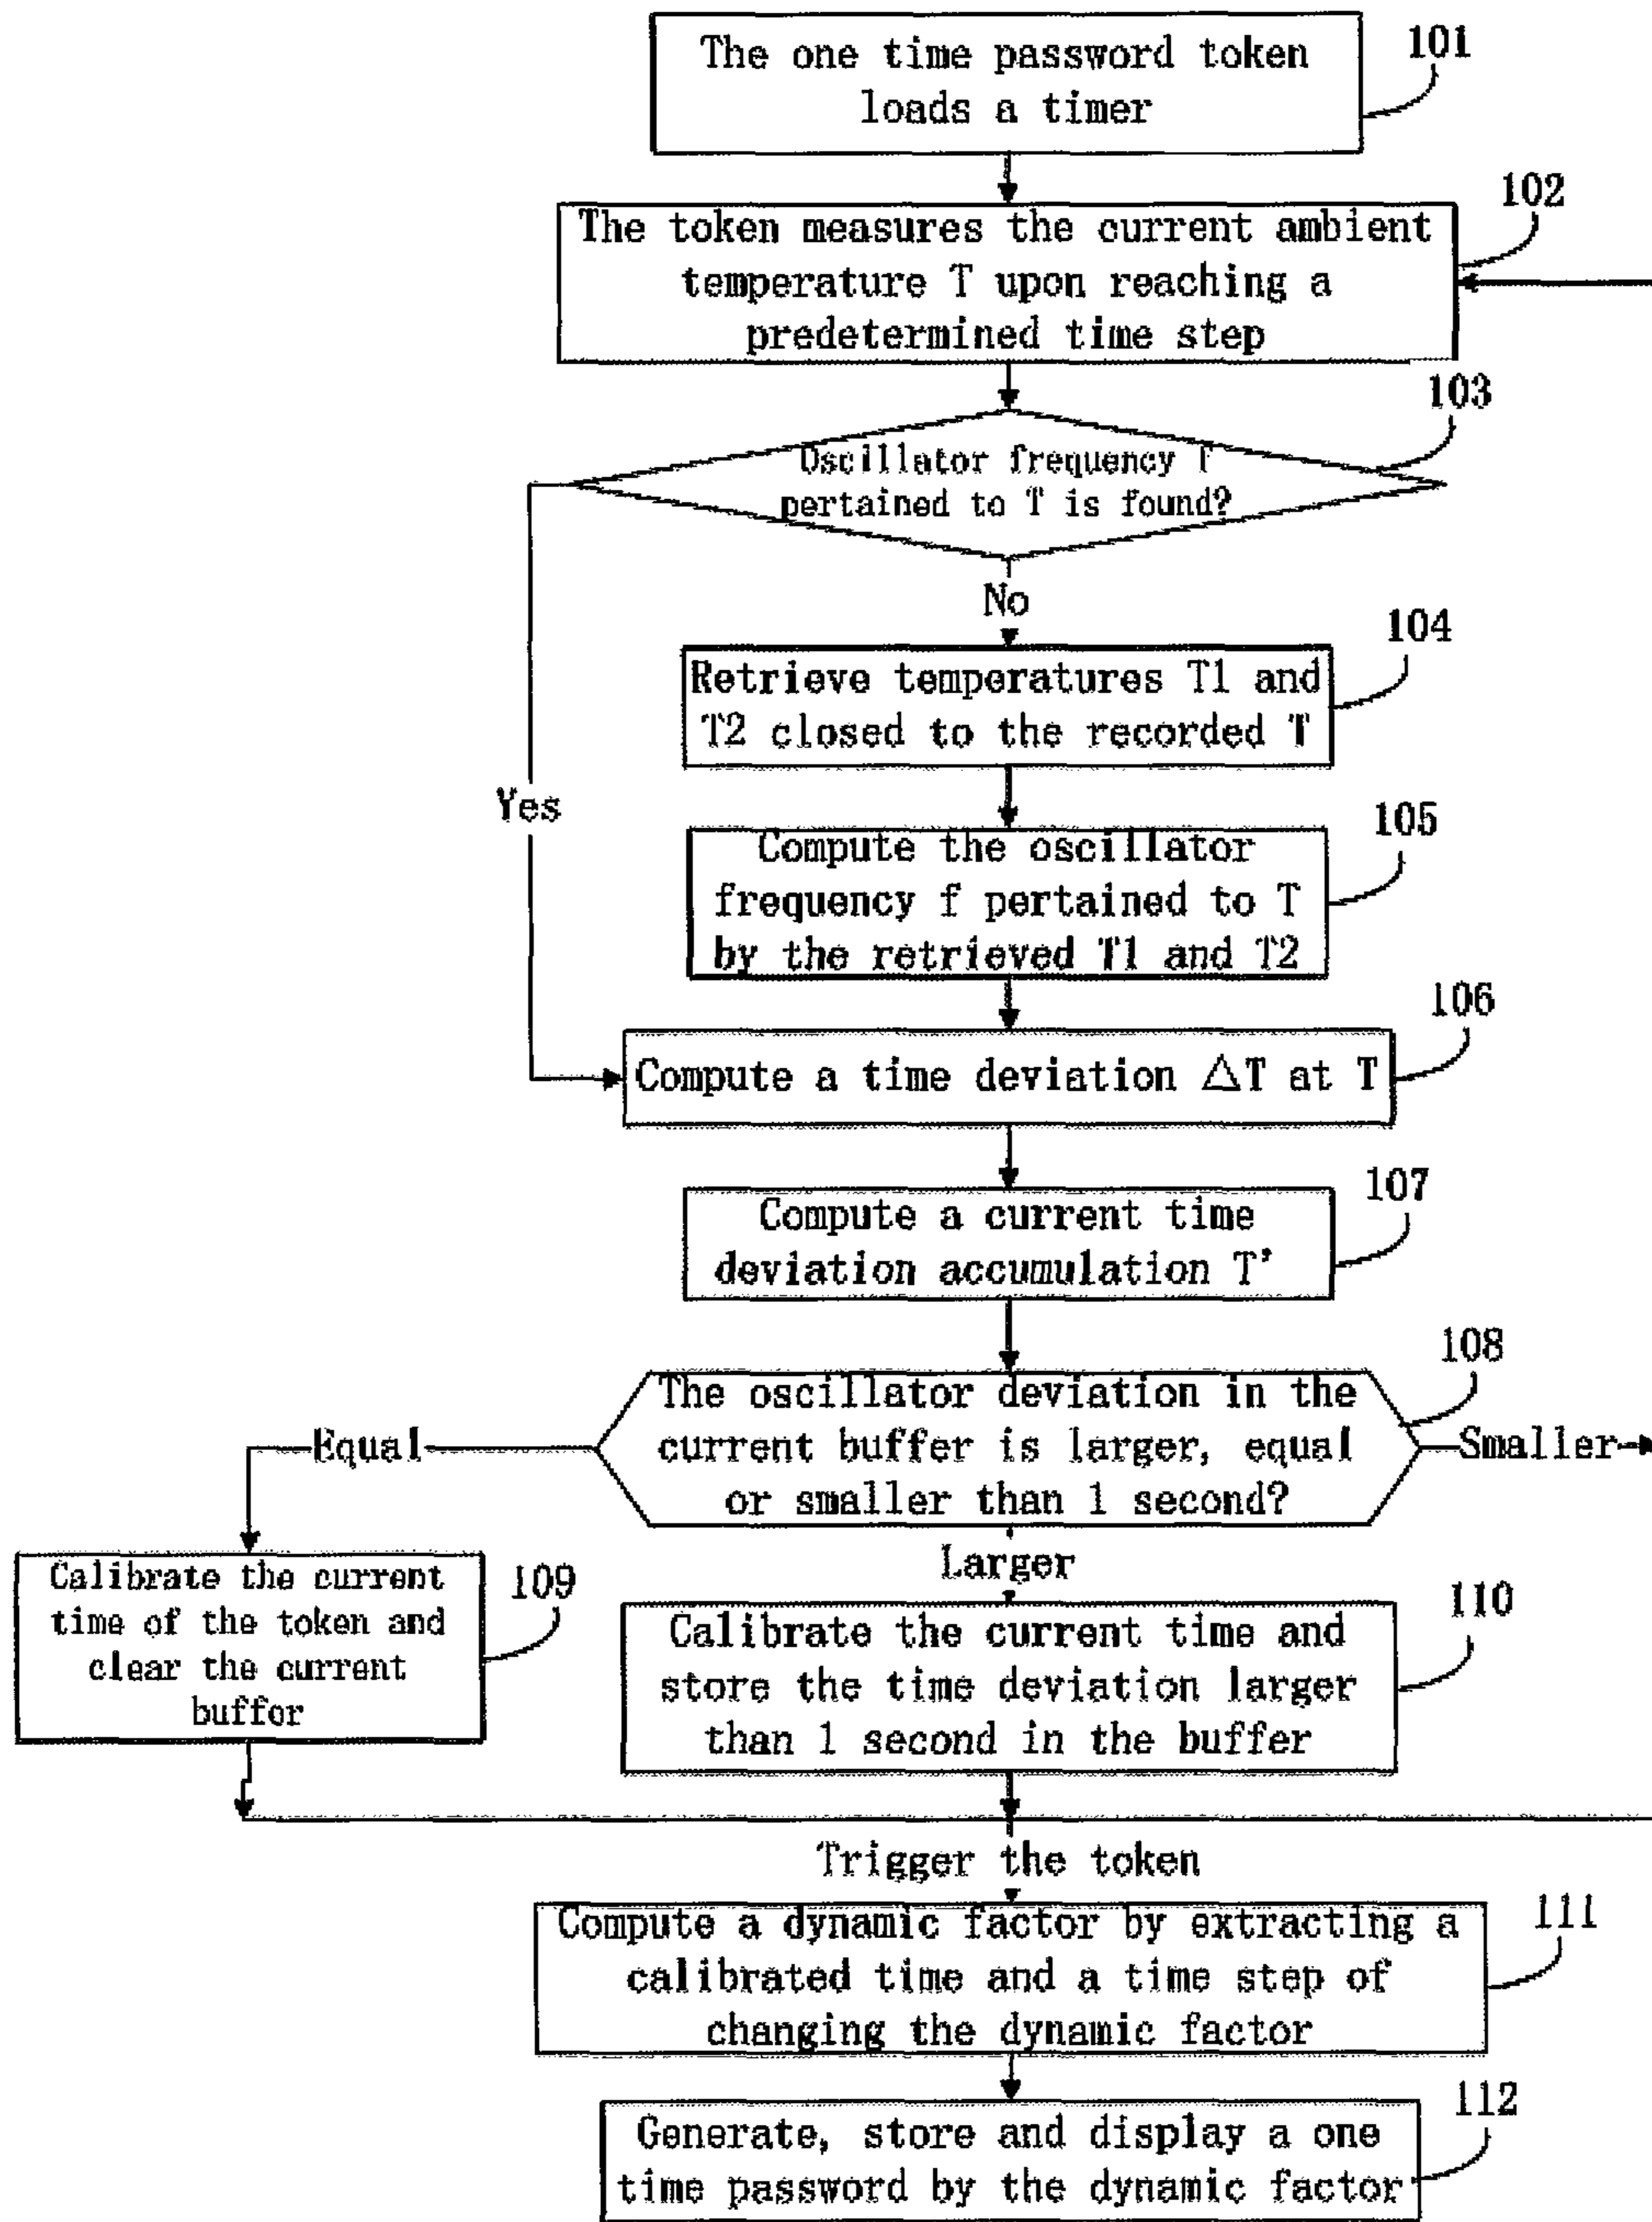 The one time password token
loads a timer
101
The token measures the current ambient
temperature T upon reaching a
predetermined time step
102
Oscillator frequency f
pertained to T is found?
103
No
Yes
Retrieve temperatures T1 and
T2 closed to the recorded T
104
Compute the oscillator
frequency f pertained to T
by the retrieved T1 and T2
105
Compute a time deviation △T at T
106
Compute a current time
deviation accumulation T'
107
The oscillator deviation in the
current buffer is larger, equal
or smaller than 1 second?
108
Equal
Smaller
Larger
Calibrate the current
time of the token and
clear the current
buffer
109
Calibrate the current time and
store the time deviation larger
than 1 second in the buffer
110
Trigger the token
Compute a dynamic factor by extracting a
calibrated time and a time step of
changing the dynamic factor
111
Generate, store and display a one
time password by the dynamic factor
112